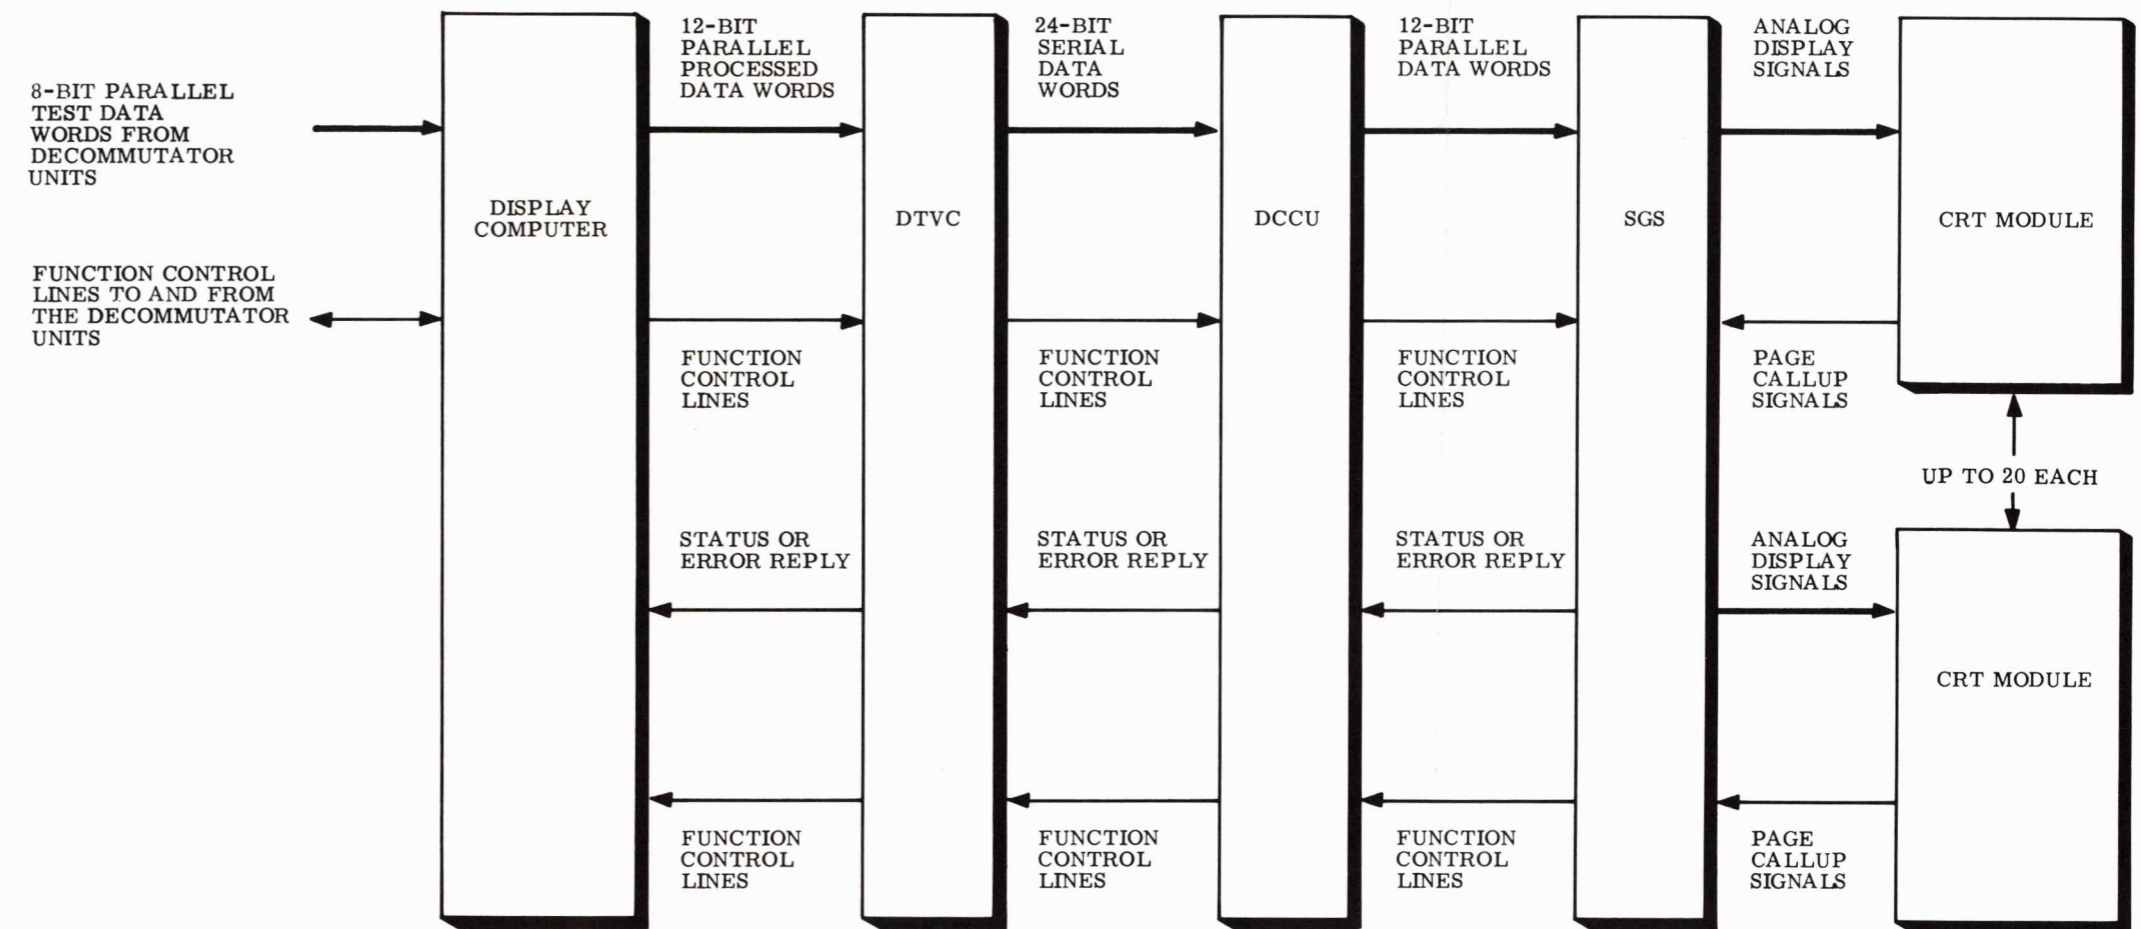 8-BIT PARALLEL
TEST DATA
WORDS FROM
DECOMMUTATOR
UNITS
FUNCTION CONTROL
LINES TO AND FROM
THE DECOMMUTATOR
UNITS
DISPLAY
COMPUTER
12-BIT
PARALLEL
PROCESSED
DATA WORDS
FUNCTION
CONTROL
LINES
STATUS OR
ERROR REPLY
FUNCTION
CONTROL
LINES
DTVC
24-BIT
SERIAL
DATA
WORDS
FUNCTION
CONTROL
LINES
STATUS OR
ERROR REPLY
FUNCTION
CONTROL
LINES
DCCU
12-BIT
PARALLEL
DATA WORDS
FUNCTION
CONTROL
LINES
STATUS OR
ERROR REPLY
FUNCTION
CONTROL
LINES
SGS
ANALOG
DISPLAY
SIGNALS
PAGE
CALLUP
SIGNALS
ANALOG
DISPLAY
SIGNALS
PAGE
CALLUP
SIGNALS
CRT MODULE
UP TO 20 EACH
CRT MODULE